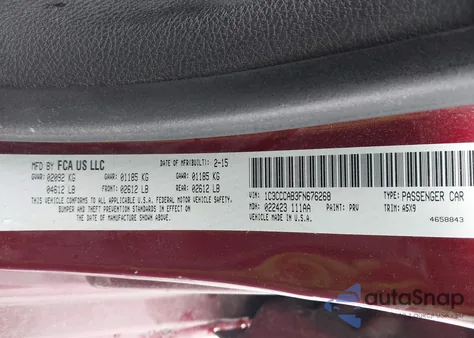 MFD BY FCA US LLC
DATE OF MFR(BUILT): 2-15
GVWR: 02092 KG GAWR: 01185 KG GAWR: 01185 KG
04612 LB FRONT: 02612 LB REAR: 02612 LB
THIS VEHICLE CONFORMS TO ALL APPLICABLE U.S. FEDERAL MOTOR VEHICLE SAFETY,
BUMPER AND THEFT PREVENTION STANDARDS IN EFFECT ON
THE DATE OF MANUFACTURE SHOWN ABOVE. MADE IN U.S.A.
VIN: 1C3CCCAB3FN676268 TYPE: PASSENGER CAR
MDH: 022423 111AA PAINT: PRV TRIM: A5X9
4658843
autoSnap